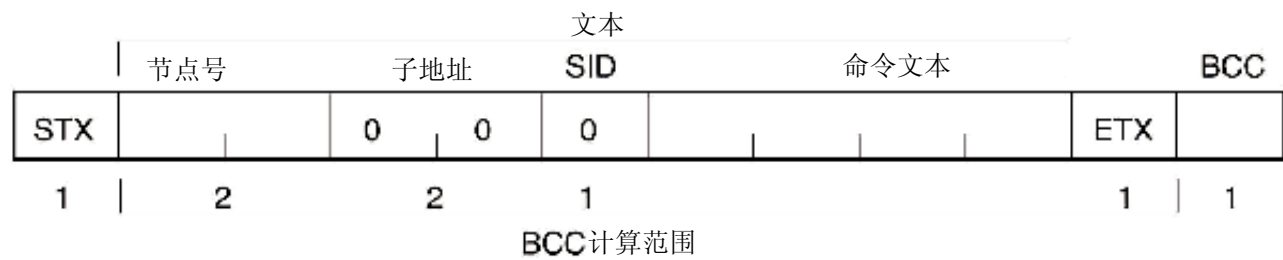 文本
节点号 子地址 SID 命令文本 BCC
STX 0 0 0 ETX
1 2 2 1 1 1
BCC计算范围